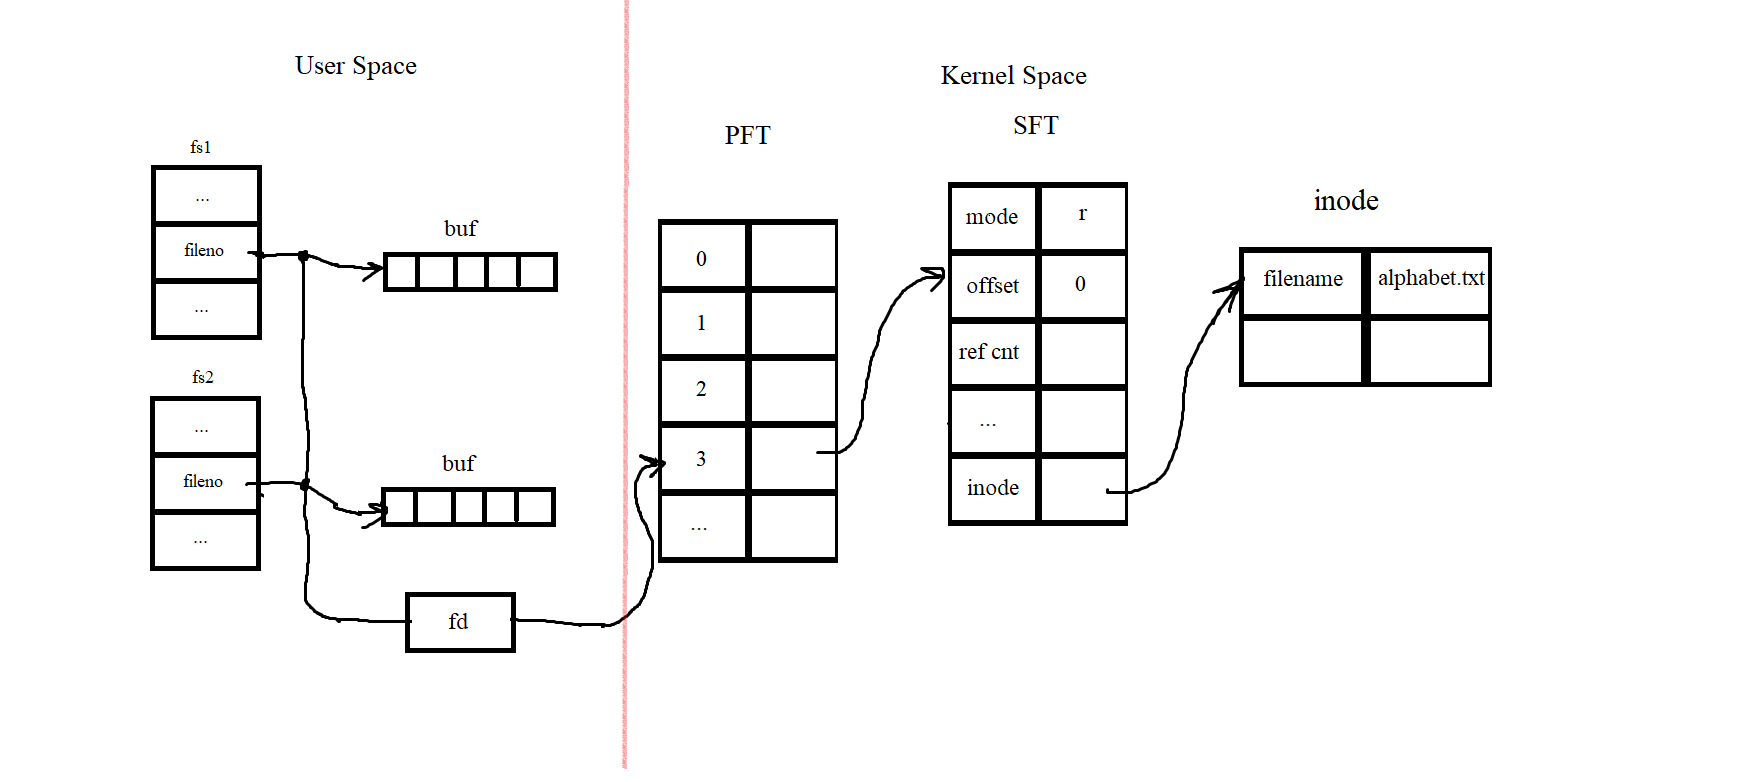 User Space
Kernel Space
fs1
...
fileno
...
buf
fs2
...
fileno
...
buf
fd
PFT
0
1
2
3
...
SFT
mode r
offset 0
ref cnt
...
inode
inode
filename alphabet.txt